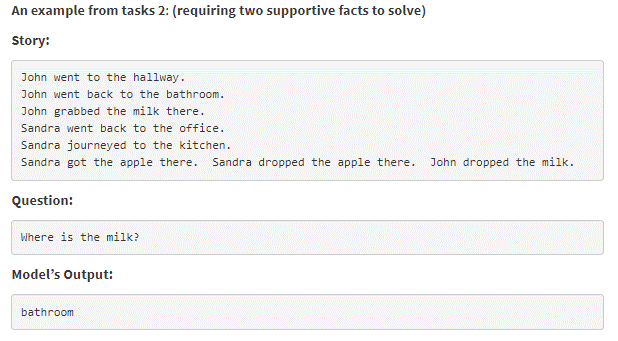 An example from tasks 2: (requiring two supportive facts to solve)
Story:
John went to the hallway.
John went back to the bathroom.
John grabbed the milk there.
Sandra went back to the office.
Sandra journeyed to the kitchen.
Sandra got the apple there.  Sandra dropped the apple there.  John dropped the milk.
Question:
Where is the milk?
Model’s Output:
bathroom